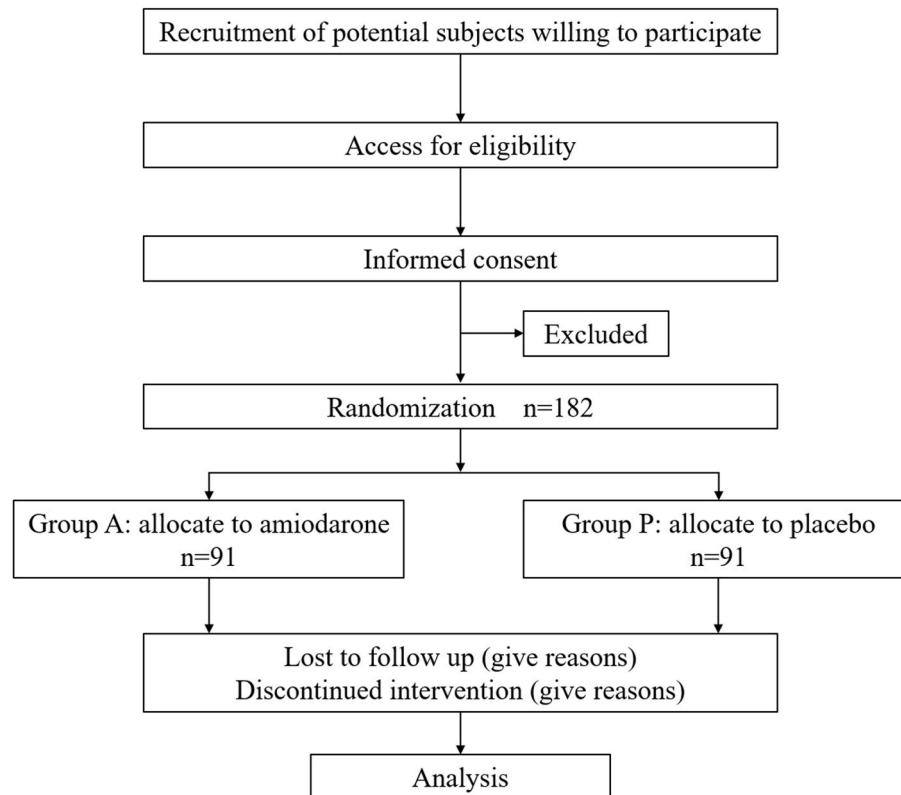 Recruitment of potential subjects willing to participate
Access for eligibility
Informed consent
Excluded
Randomization n=182
Group A: allocate to amiodarone
n=91
Group P: allocate to placebo
n=91
Lost to follow up (give reasons)
Discontinued intervention (give reasons)
Analysis